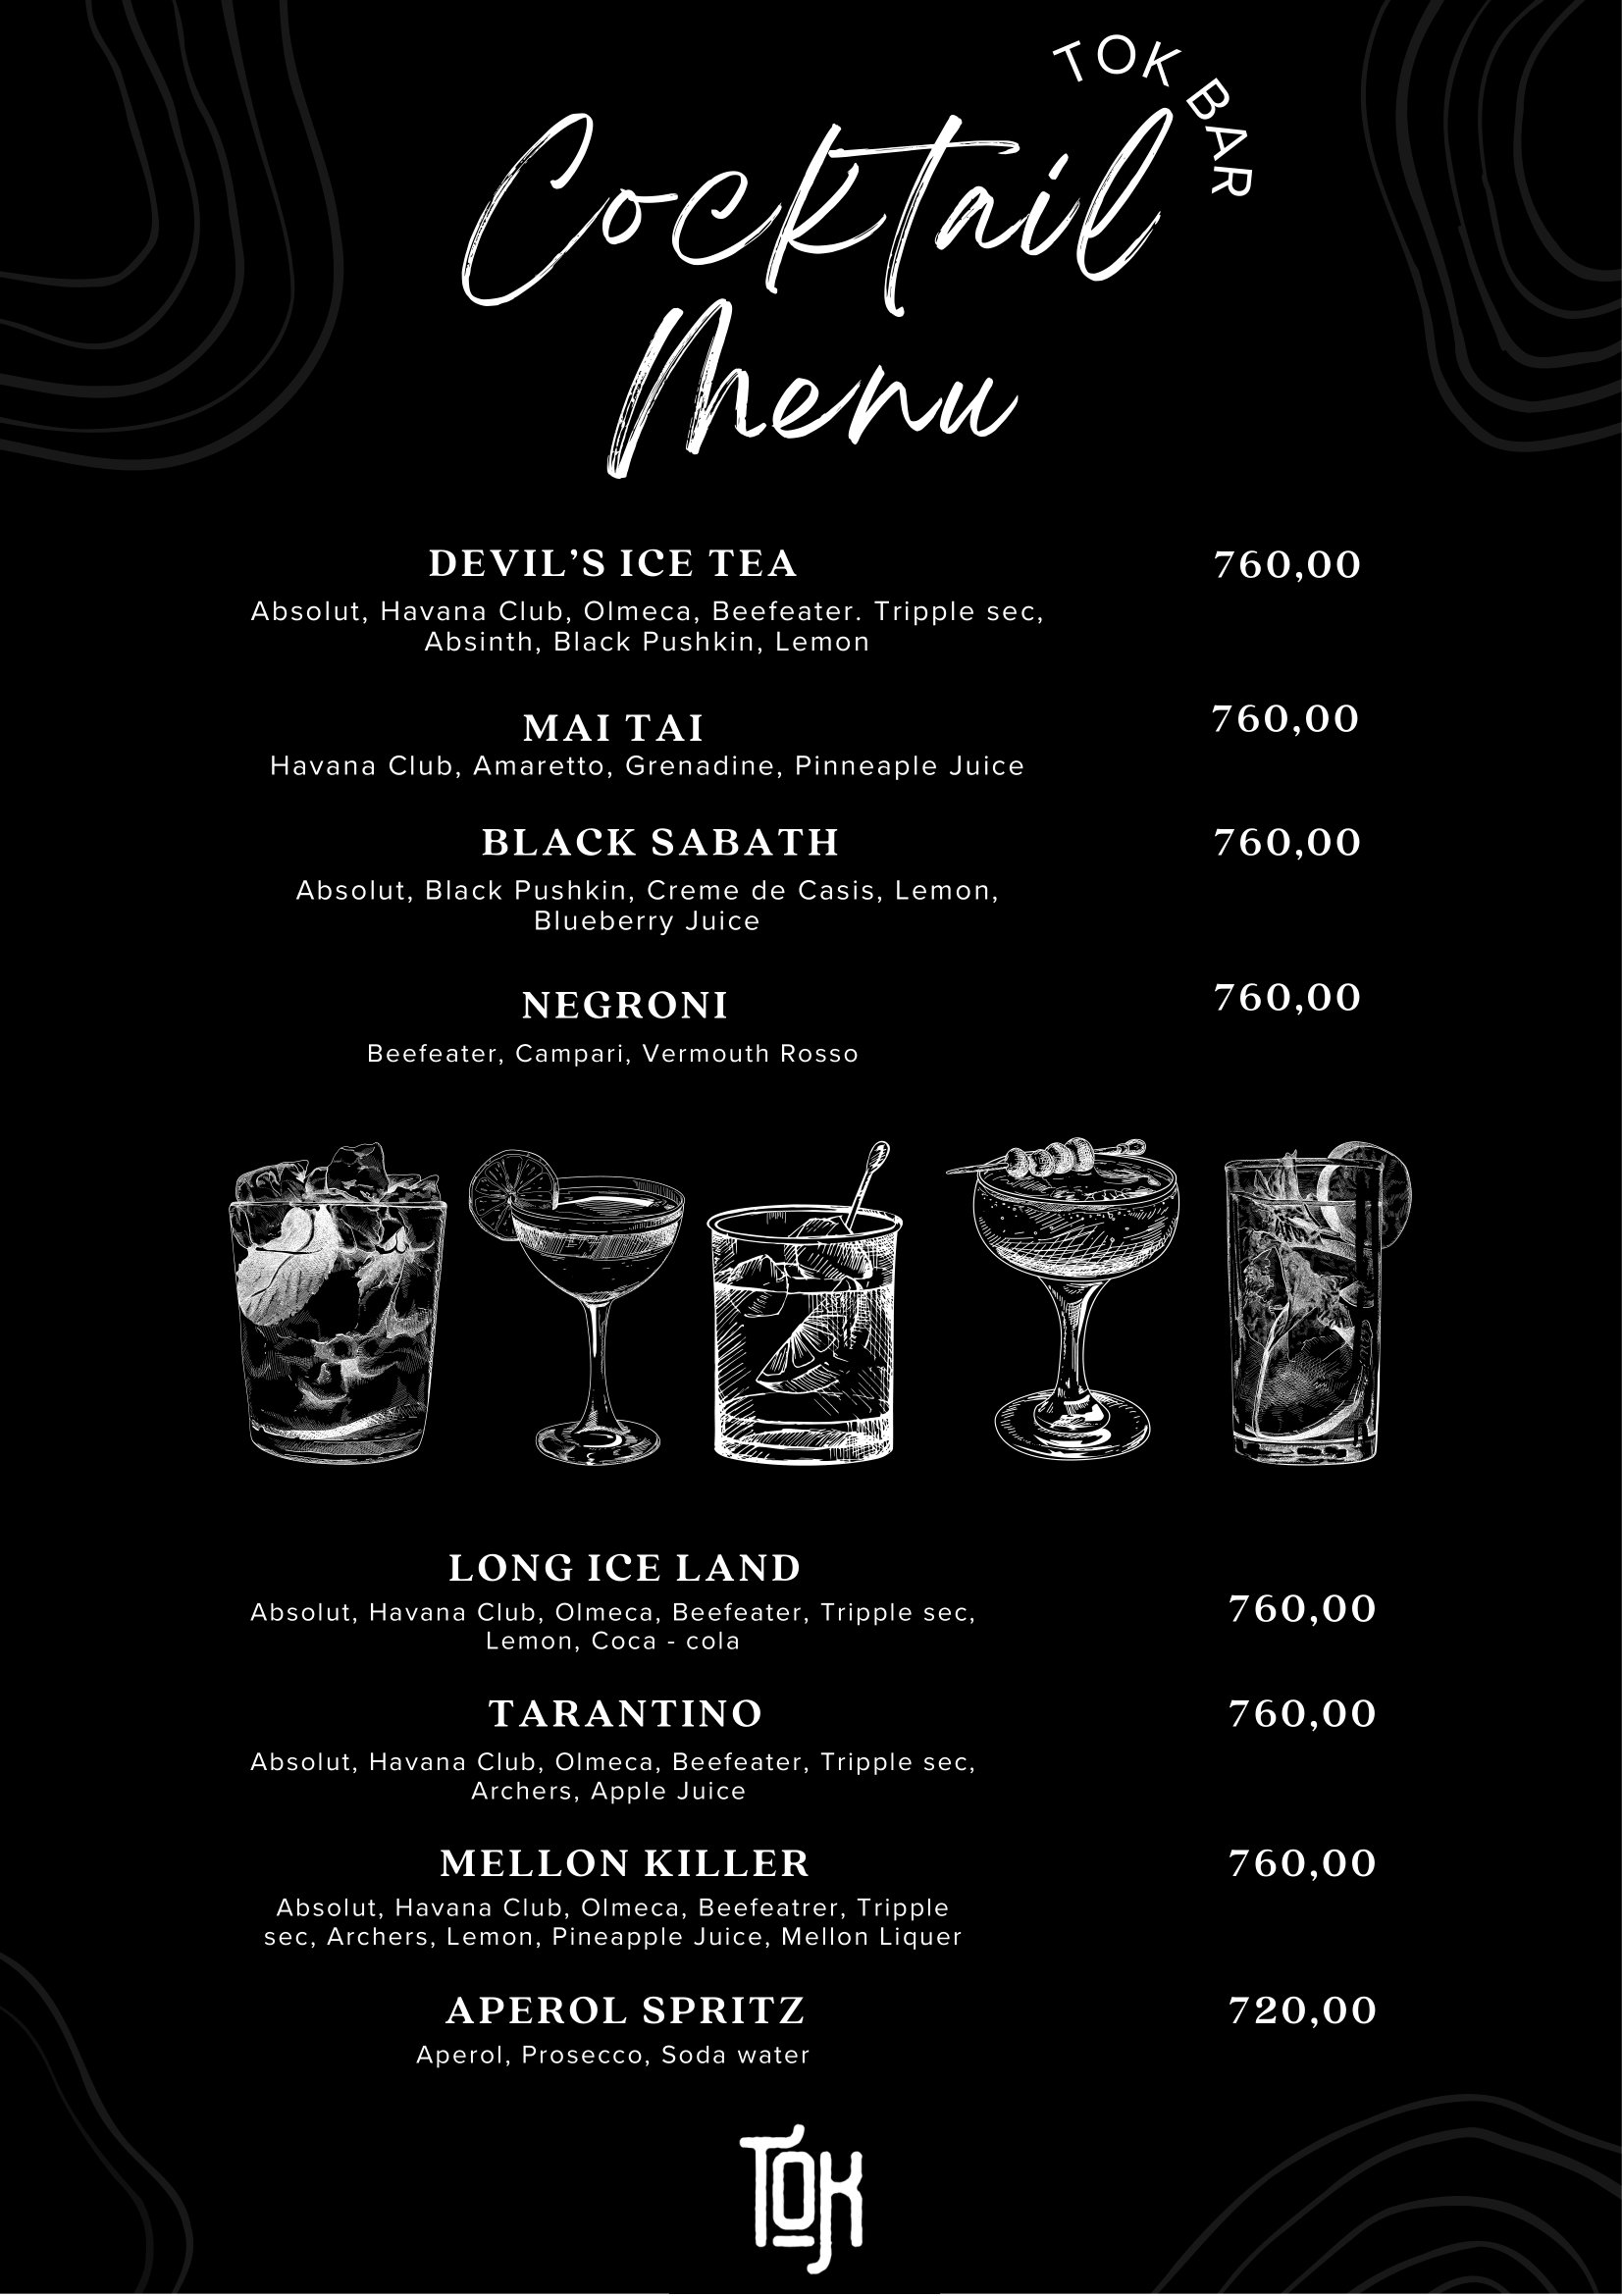 TOK BAR
Cocktail
Menu
DEVIL’S ICE TEA 760,00
Absolut, Havana Club, Olmeca, Beefeater. Tripple sec,
Absinth, Black Pushkin, Lemon
MAI TAI 760,00
Havana Club, Amaretto, Grenadine, Pinneaple Juice
BLACK SABATH 760,00
Absolut, Black Pushkin, Creme de Casis, Lemon,
Blueberry Juice
NEGRONI 760,00
Beefeater, Campari, Vermouth Rosso
LONG ICE LAND 760,00
Absolut, Havana Club, Olmeca, Beefeater, Tripple sec,
Lemon, Coca - cola
TARANTINO 760,00
Absolut, Havana Club, Olmeca, Beefeater, Tripple sec,
Archers, Apple Juice
MELLON KILLER 760,00
Absolut, Havana Club, Olmeca, Beefeatrer, Tripple
sec, Archers, Lemon, Pineapple Juice, Mellon Liquer
APEROL SPRITZ 720,00
Aperol, Prosecco, Soda water
TOK